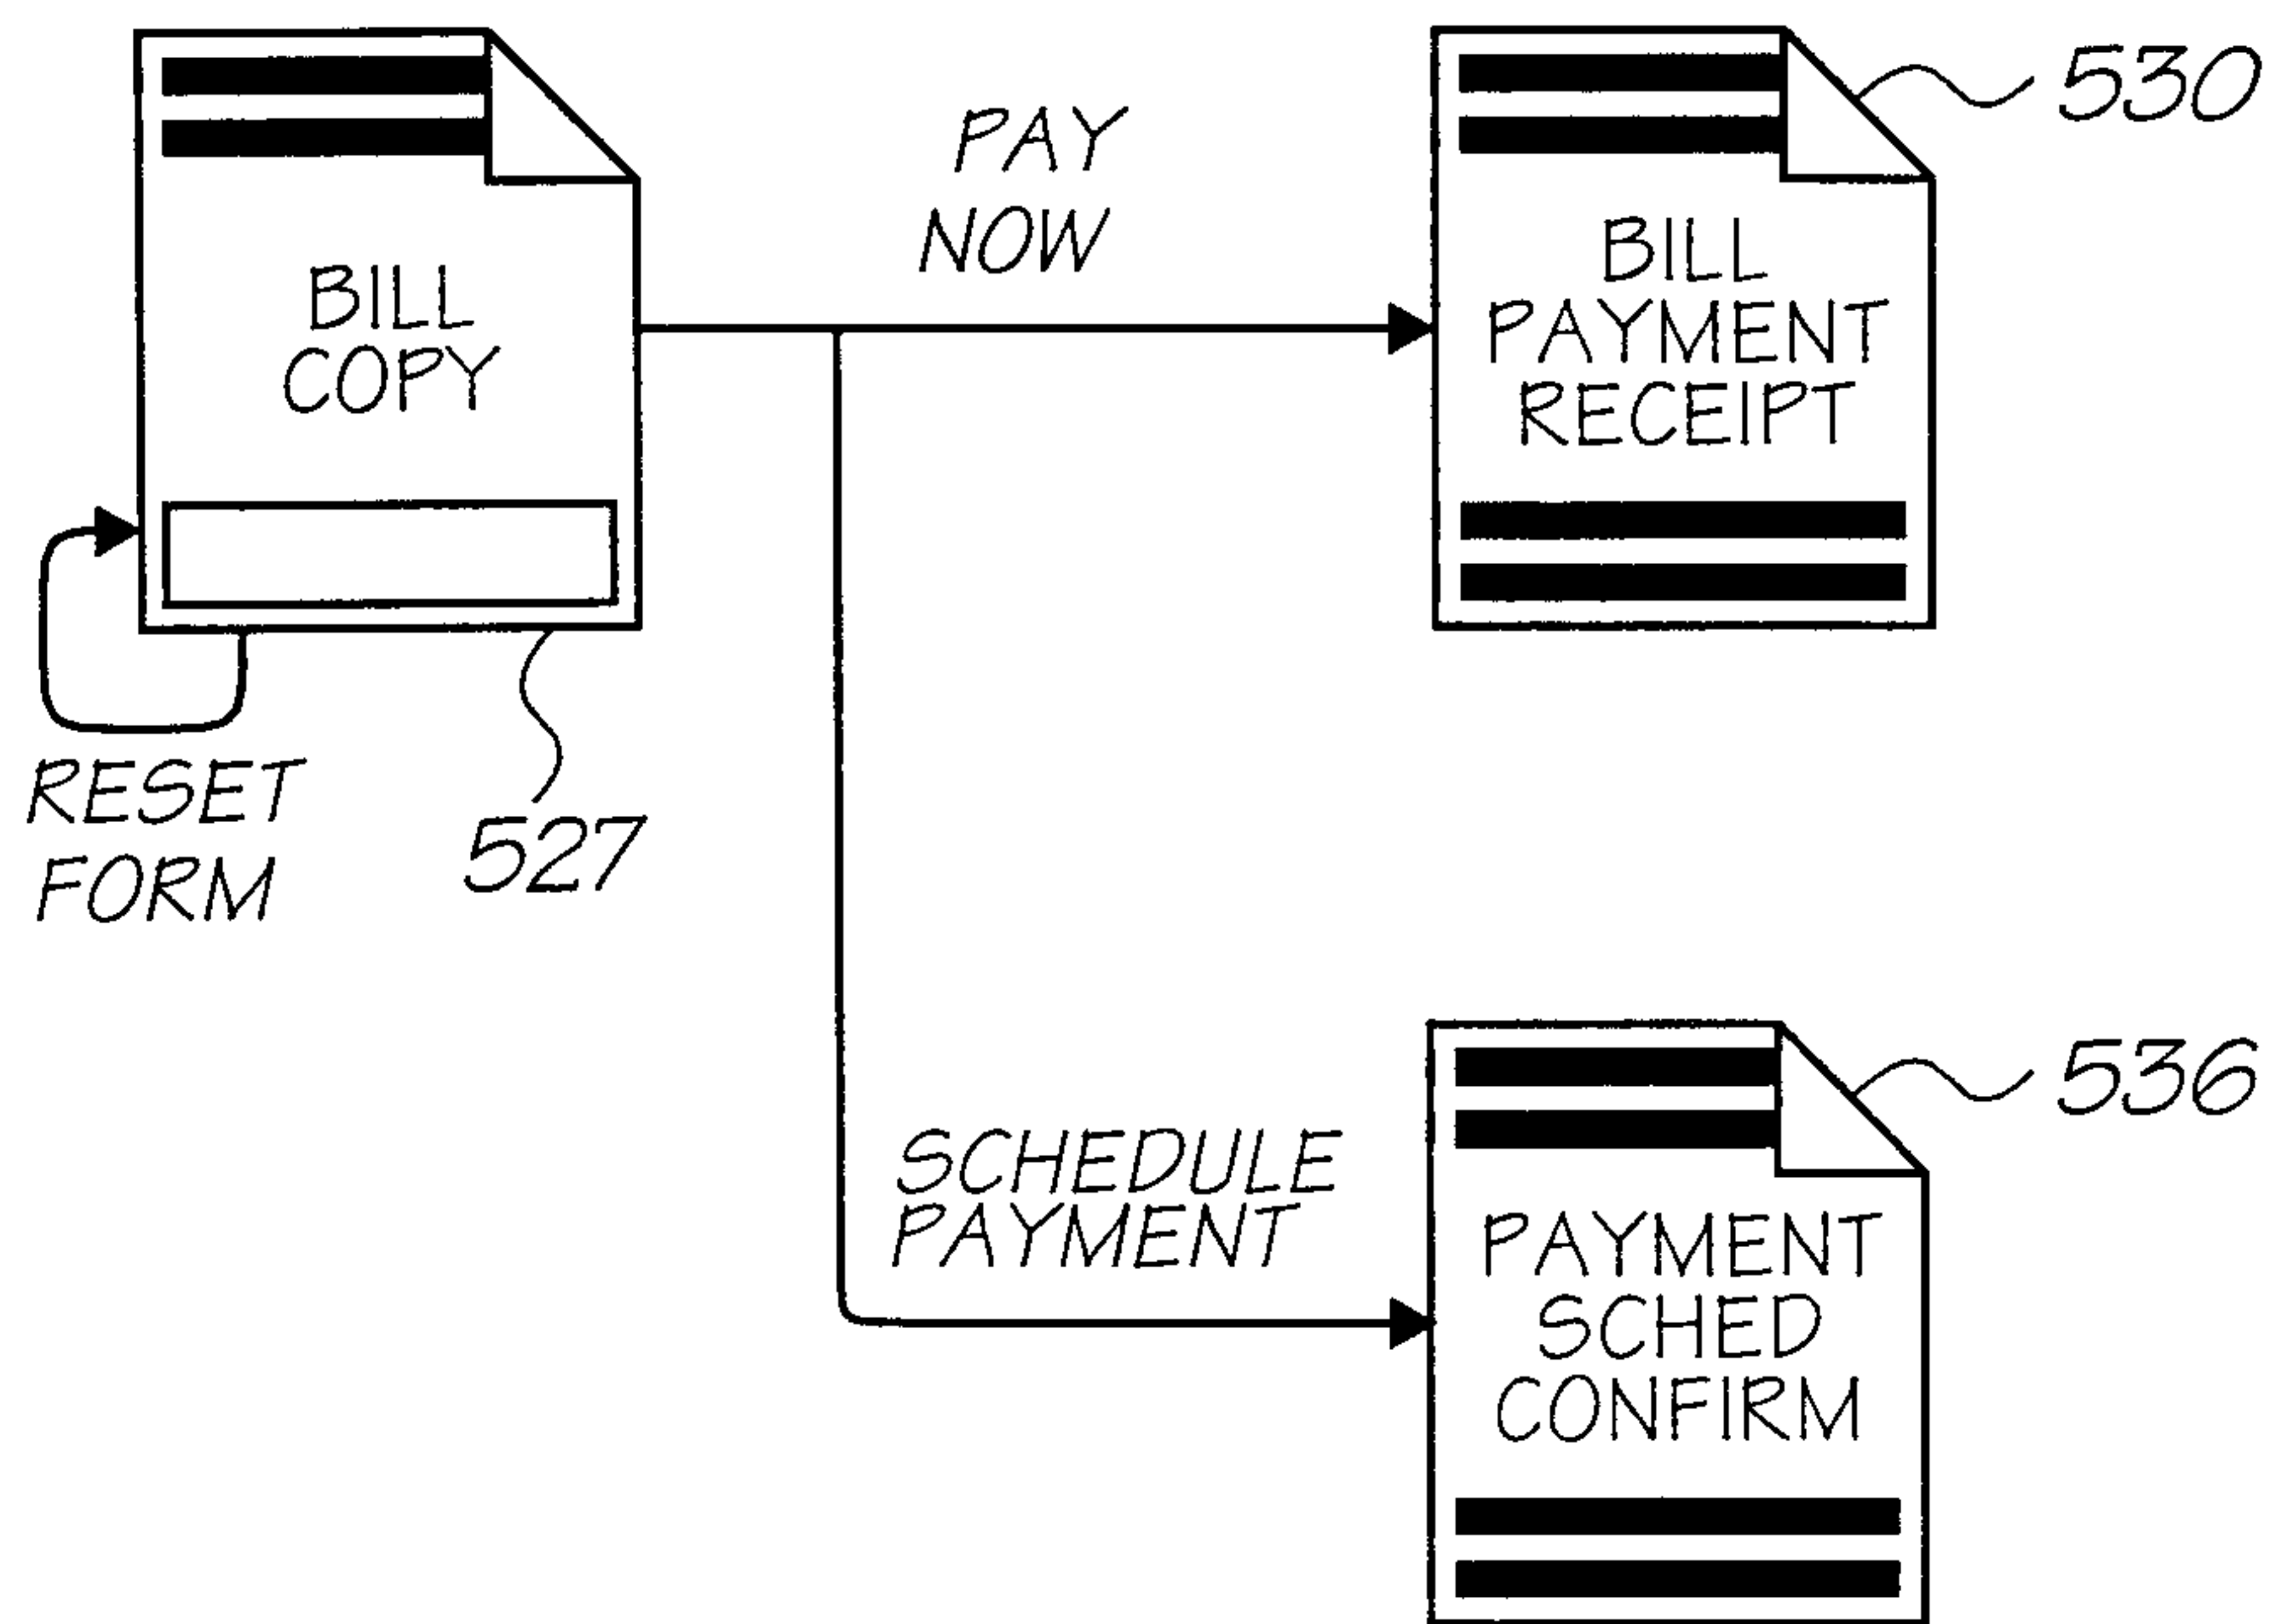 BILL
COPY
RESET
FORM
527
PAY
NOW
BILL
PAYMENT
RECEIPT
530
SCHEDULE
PAYMENT
PAYMENT
SCHED
CONFIRM
536